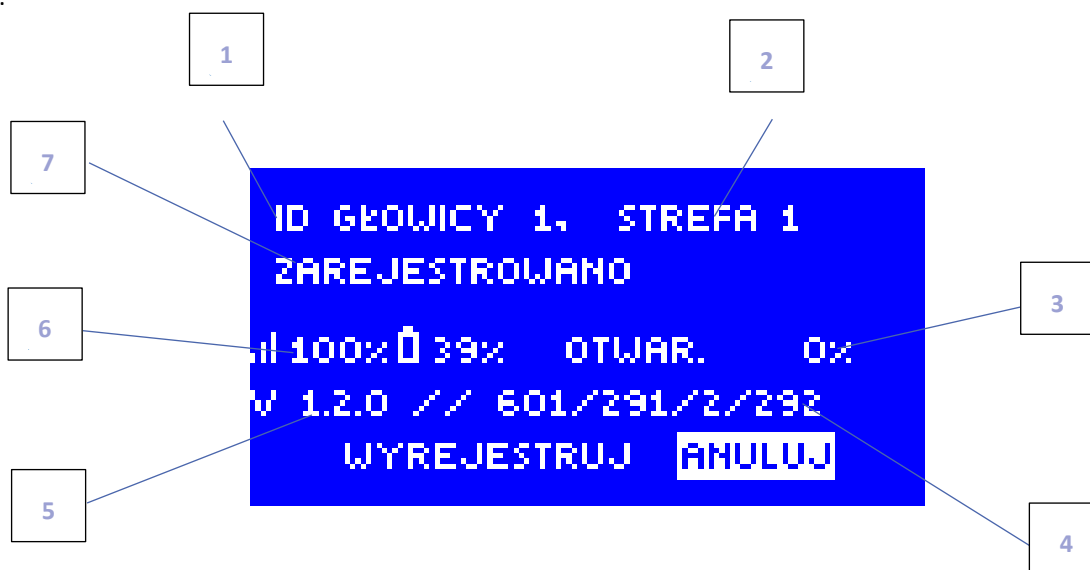 .
1
2
7
ID GŁOWICY 1, STREFA 1
ZAREJESTROWANO
3
6
100% 39% OTWAR. 0%
V 1.2.0 // 601/291/2/292
WYREJESTRUJ ANULUJ
5
4